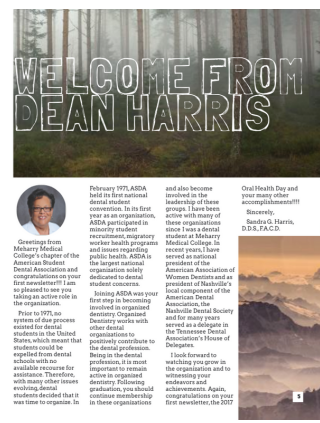 WELCOME FROM
DEAN HARRIS
Greetings from
Meharry Medical
College's chapter of the
American Student
Dental Association and
congratulations on your
first newsletter!!! I am
so pleased to see you
taking an active role in
the organization.
Prior to 1971, no
system of due process
existed for dental
students in the United
States, which meant that
students could be
expelled from dental
schools with no
available recourse for
assistance. Therefore,
with many other issues
evolving, dental
students decided that it
was time to organize. In
February 1971, ASDA
held its first national
dental student
convention. In its first
year as an organization,
ASDA participated in
minority student
recruitment, migratory
worker health programs
and issues regarding
public health. ASDA is
the largest national
organization solely
dedicated to dental
student concerns.
Joining ASDA was your
first step in becoming
involved in organized
dentistry. Organized
Dentistry works with
other dental
organizations to
positively contribute to
the dental profession.
Being in the dental
profession, it is most
important to remain
active in organized
dentistry. Following
graduation, you should
continue membership
in these organizations
and also become
involved in the
leadership of these
groups. I have been
active with many of
these organizations
since I was a dental
student at Meharry
Medical College. In
recent years, I have
served as national
president of the
American Association of
Women Dentists and as
president of Nashville's
local component of the
American Dental
Association, the
Nashville Dental Society
and for many years
served as a delegate in
the Tennessee Dental
Association's House of
Delegates.
I look forward to
watching you grow in
the organization and to
witnessing your
endeavors and
achievements. Again,
congratulations on your
first newsletter, the 2017
Oral Health Day and
your many other
accomplishments!!!!
Sincerely,
Sandra G. Harris,
D.D.S., F.A.C.D.
5